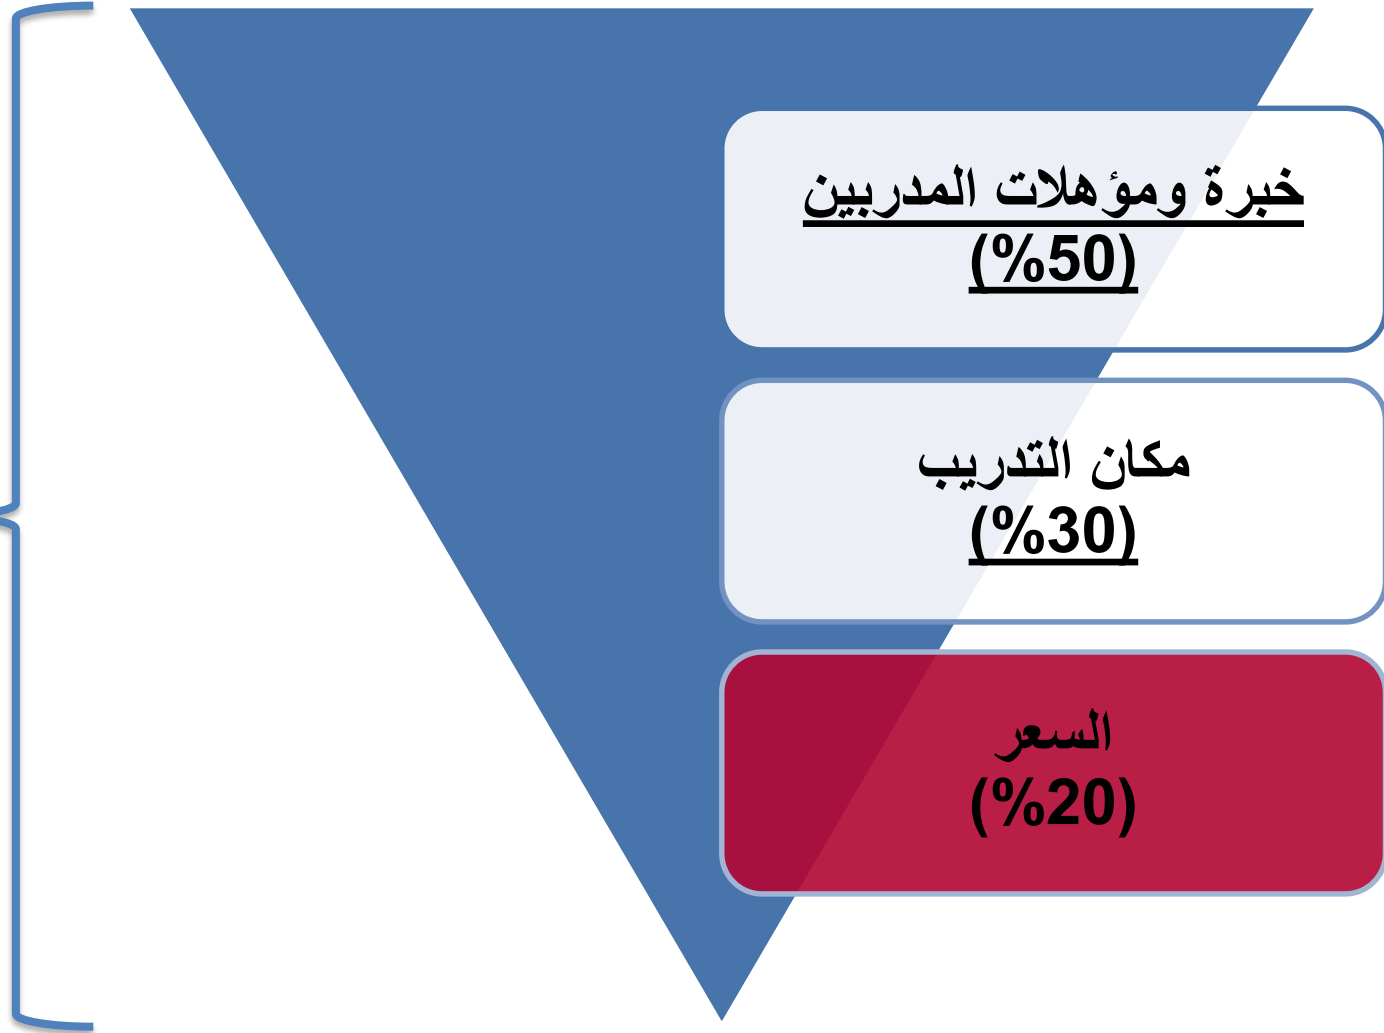 خبرة ومؤهلات المدربين
(50%)
مكان التدريب
(30%)
السعر
(20%)